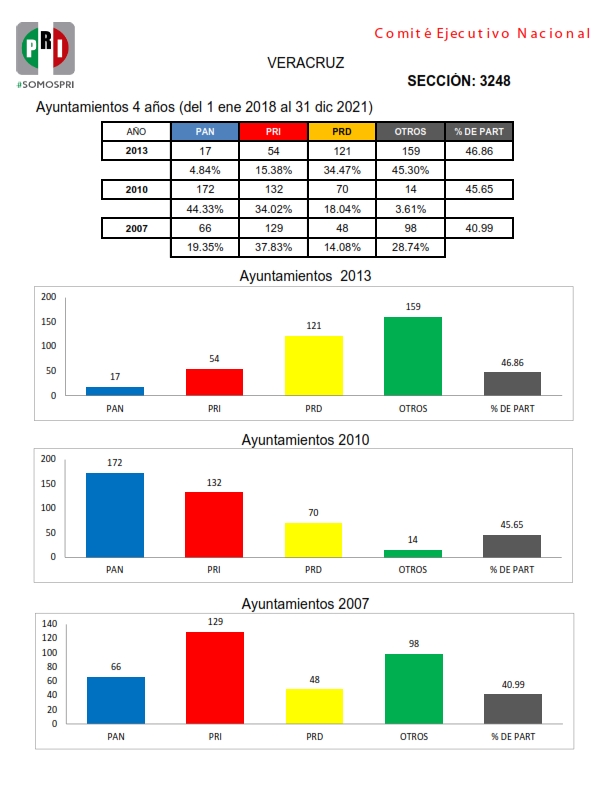 Comité Ejecutivo Nacional
PRI
#SOMOSPRI
VERACRUZ
SECCIÓN: 3248
Ayuntamientos 4 años (del 1 ene 2018 al 31 dic 2021)
AÑO PAN PRI PRD OTROS % DE PART
2013 17 54 121 159 46.86
4.84% 15.38% 34.47% 45.30%
2010 172 132 70 14 45.65
44.33% 34.02% 18.04% 3.61%
2007 66 129 48 98 40.99
19.35% 37.83% 14.08% 28.74%
Ayuntamientos 2013
200
159
150
121
100
54
46.86
50
17
0
PAN PRI PRD OTROS % DE PART
Ayuntamientos 2010
200
172
150
132
100
70
45.65
50
14
0
PAN PRI PRD OTROS % DE PART
Ayuntamientos 2007
140
129
120
100
98
80
66
60
48
40.99
40
20
0
PAN PRI PRD OTROS % DE PART